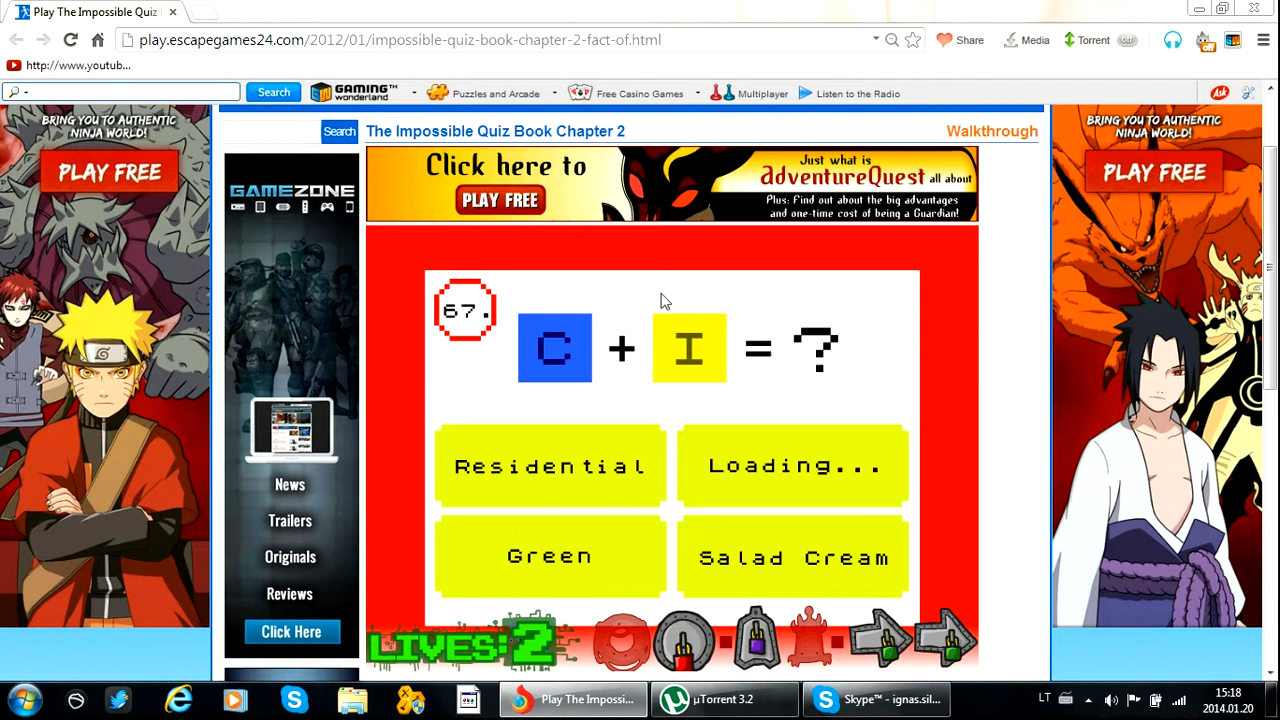 Play The Impossible Quiz
play.escapegames24.com/2012/01/impossible-quiz-book-chapter-2-fact-of.html
Share
Media
Torrent
off
off
http://www.youtub...
-
Search
GAMING™
wonderland
Puzzles and Arcade
Free Casino Games
Multiplayer
Listen to the Radio
Ask
BRING YOU TO AUTHENTIC
NINJA WORLD!
PLAY FREE
Search
The Impossible Quiz Book Chapter 2
Walkthrough
BRING YOU TO AUTHENTIC
NINJA WORLD!
PLAY FREE
Click here to
PLAY FREE
Just what is
AdventureQuest all about
Plus: Find out about the big advantages
and one-time cost of being a Guardian!
GAMEZONE
News
Trailers
Originals
Reviews
Click Here
67.
C + I = ?
Residential
Loading...
Green
Salad Cream
LIVES:2
Play The Impossi...
µTorrent 3.2
Skype™ - ignas.sil...
LT
15:18
2014.01.20